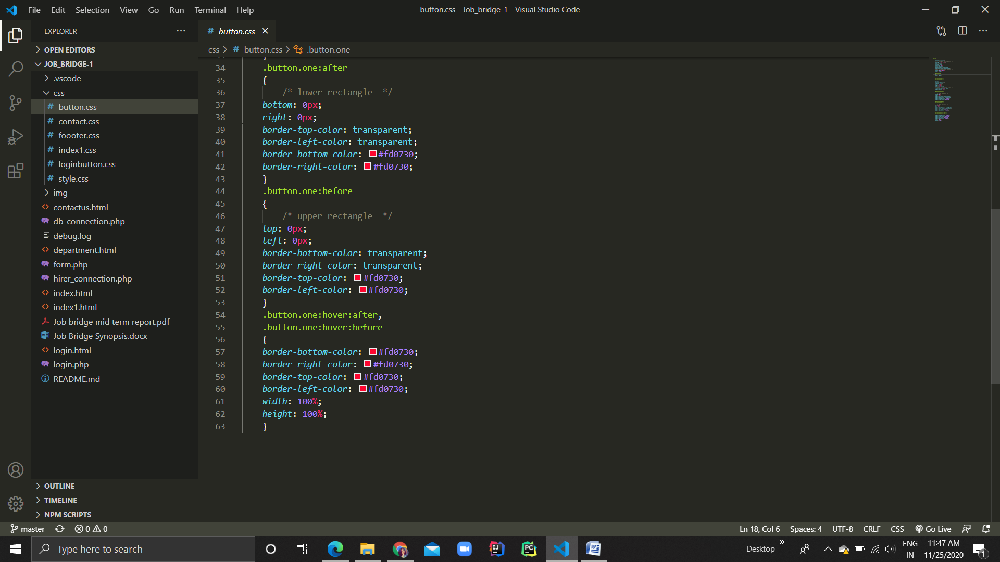 File Edit Selection View Go Run Terminal Help
button.css - Job_bridge-1 - Visual Studio Code
EXPLORER
OPEN EDITORS
JOB_BRIDGE-1
.vscode
css
button.css
contact.css
foooter.css
index1.css
loginbutton.css
style.css
img
contactus.html
db_connection.php
debug.log
department.html
form.php
hirer_connection.php
index.html
index1.html
Job bridge mid term report.pdf
Job Bridge Synopsis.docx
login.html
login.php
README.md
OUTLINE
TIMELINE
NPM SCRIPTS
# button.css
css > # button.css > .button.one
34 .button.one:after
35 {
36 /* lower rectangle  */
37 bottom: 0px;
38 right: 0px;
39 border-top-color: transparent;
40 border-left-color: transparent;
41 border-bottom-color: #fd0730;
42 border-right-color: #fd0730;
43 }
44 .button.one:before
45 {
46 /* upper rectangle  */
47 top: 0px;
48 left: 0px;
49 border-bottom-color: transparent;
50 border-right-color: transparent;
51 border-top-color: #fd0730;
52 border-left-color: #fd0730;
53 }
54 .button.one:hover:after,
55 .button.one:hover:before
56 {
57 border-bottom-color: #fd0730;
58 border-right-color: #fd0730;
59 border-top-color: #fd0730;
60 border-left-color: #fd0730;
61 width: 100%;
62 height: 100%;
63 }
master 0 0
Ln 18, Col 6 Spaces: 4 UTF-8 CRLF CSS Go Live
Type here to search
Desktop
ENG
IN
11:47 AM
11/25/2020
1